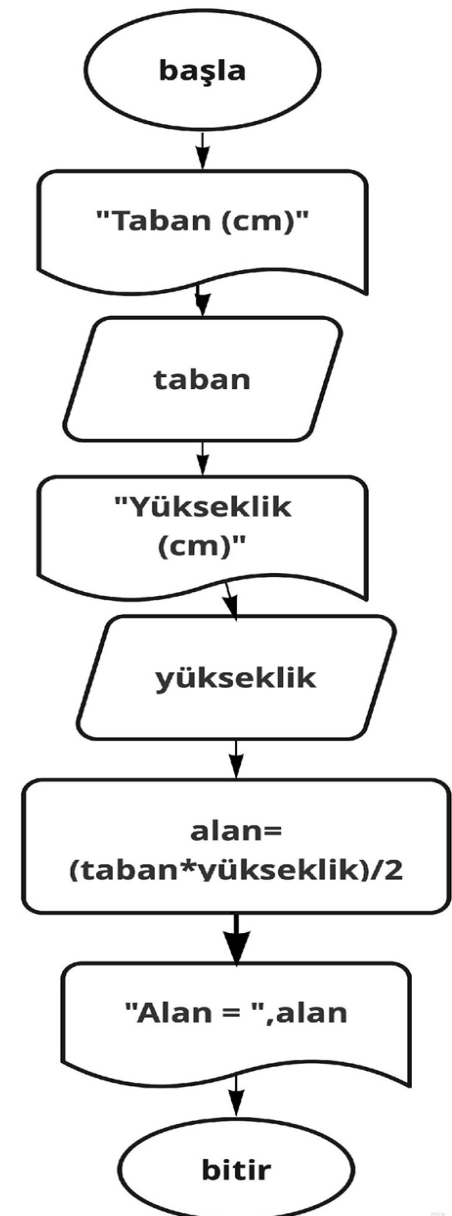 başla
"Taban (cm)"
taban
"Yükseklik
(cm)"
yükseklik
alan=
(taban*yükseklik)/2
"Alan = ",alan
bitir